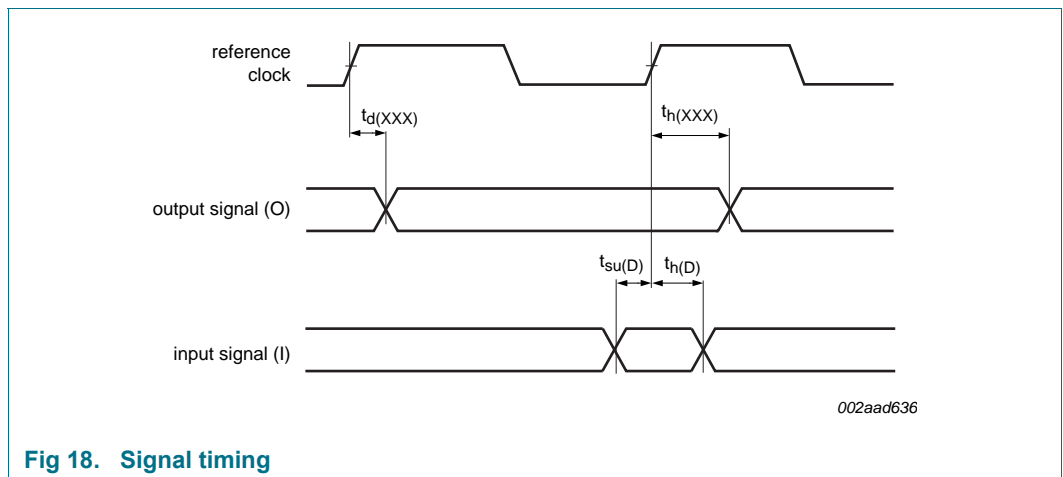 reference
clock
td(XXX)
th(XXX)
output signal (O)
tsu(D)
th(D)
input signal (I)
002aad636
Fig 18. Signal timing